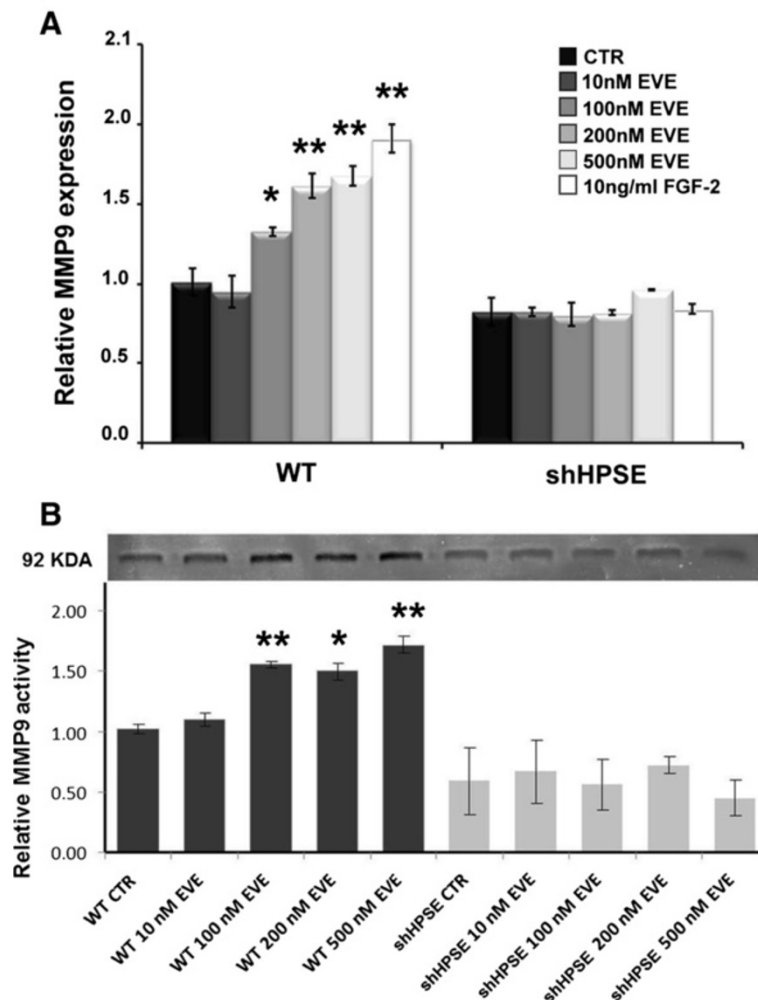 A
2.1
2.0
1.5
1.0
0.5
0.0
Relative MMP9 expression
CTR
10nM EVE
100nM EVE
200nM EVE
500nM EVE
10ng/ml FGF-2
*
**
**
**
WT
shHPSE
B
92 KDA
2.00
1.50
1.00
0.50
0.00
Relative MMP9 activity
**
*
**
WT CTR
WT 10 nM EVE
WT 100 nM EVE
WT 200 nM EVE
WT 500 nM EVE
shHPSE CTR
shHPSE 10 nM EVE
shHPSE 100 nM EVE
shHPSE 200 nM EVE
shHPSE 500 nM EVE